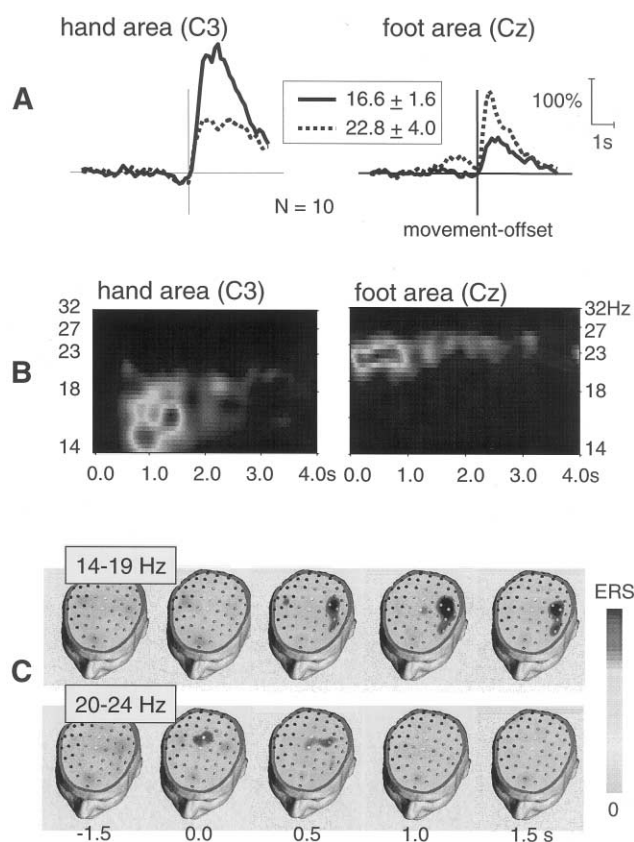 hand area (C3)
foot area (Cz)
A
16.6 ± 1.6
22.8 ± 4.0
100%
1s
N = 10
movement-offset
hand area (C3)
foot area (Cz)
B
32
27
23
18
14
32Hz
27
23
18
14
0.0 1.0 2.0 3.0 4.0s
0.0 1.0 2.0 3.0 4.0s
14-19 Hz
ERS
C
20-24 Hz
0
-1.5 0.0 0.5 1.0 1.5 s